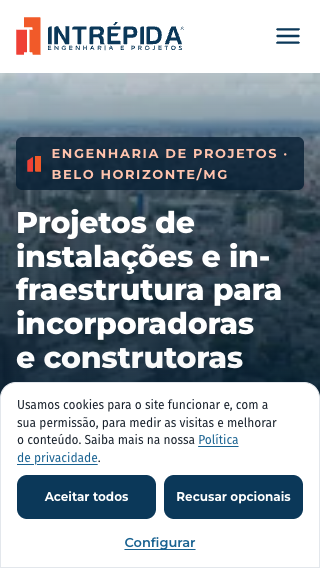 INTRÉPIDA
ENGENHARIA E PROJETOS
ENGENHARIA DE PROJETOS ·
BELO HORIZONTE/MG
Projetos de
instalações e in-
fraestrutura para
incorporadoras
e construtoras
Usamos cookies para o site funcionar e, com a
sua permissão, para medir as visitas e melhorar
o conteúdo. Saiba mais na nossa Política
de privacidade.
Aceitar todos
Recusar opcionais
Configurar